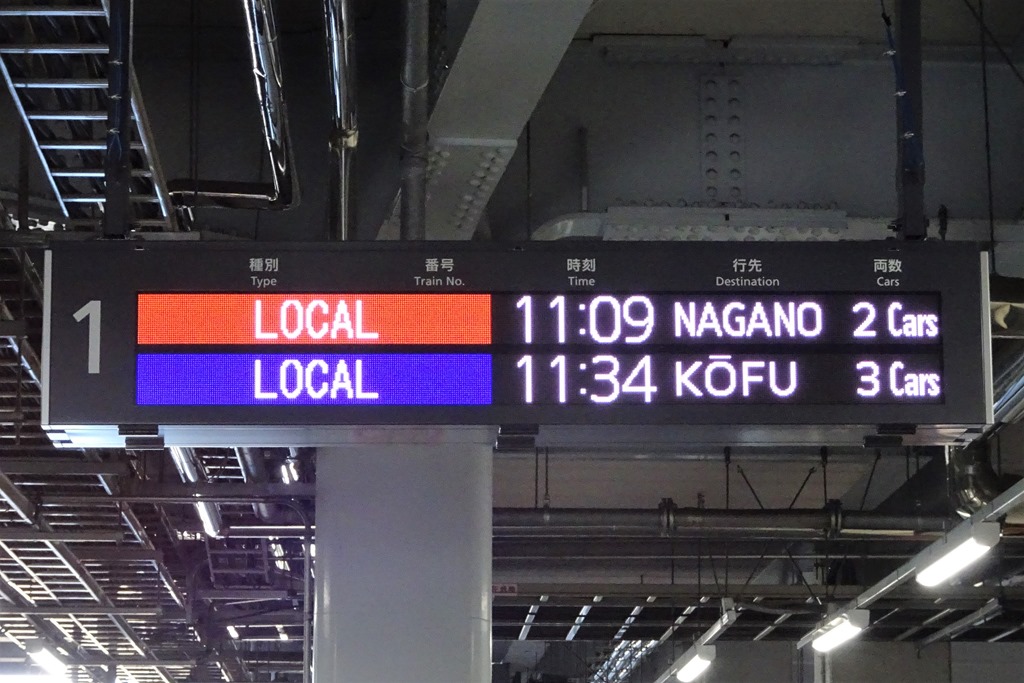 種別 番号 時刻 行先 両数
Type Train No. Time Destination Cars
1
LOCAL 11:09 NAGANO 2 Cars
LOCAL 11:34 KŌFU 3 Cars